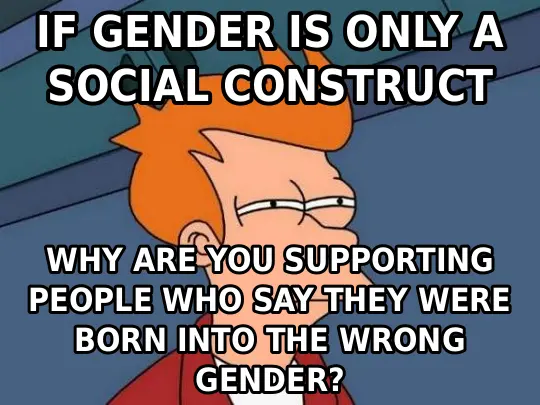 IF GENDER IS ONLY A
SOCIAL CONSTRUCT
WHY ARE YOU SUPPORTING
PEOPLE WHO SAY THEY WERE
BORN INTO THE WRONG
GENDER?